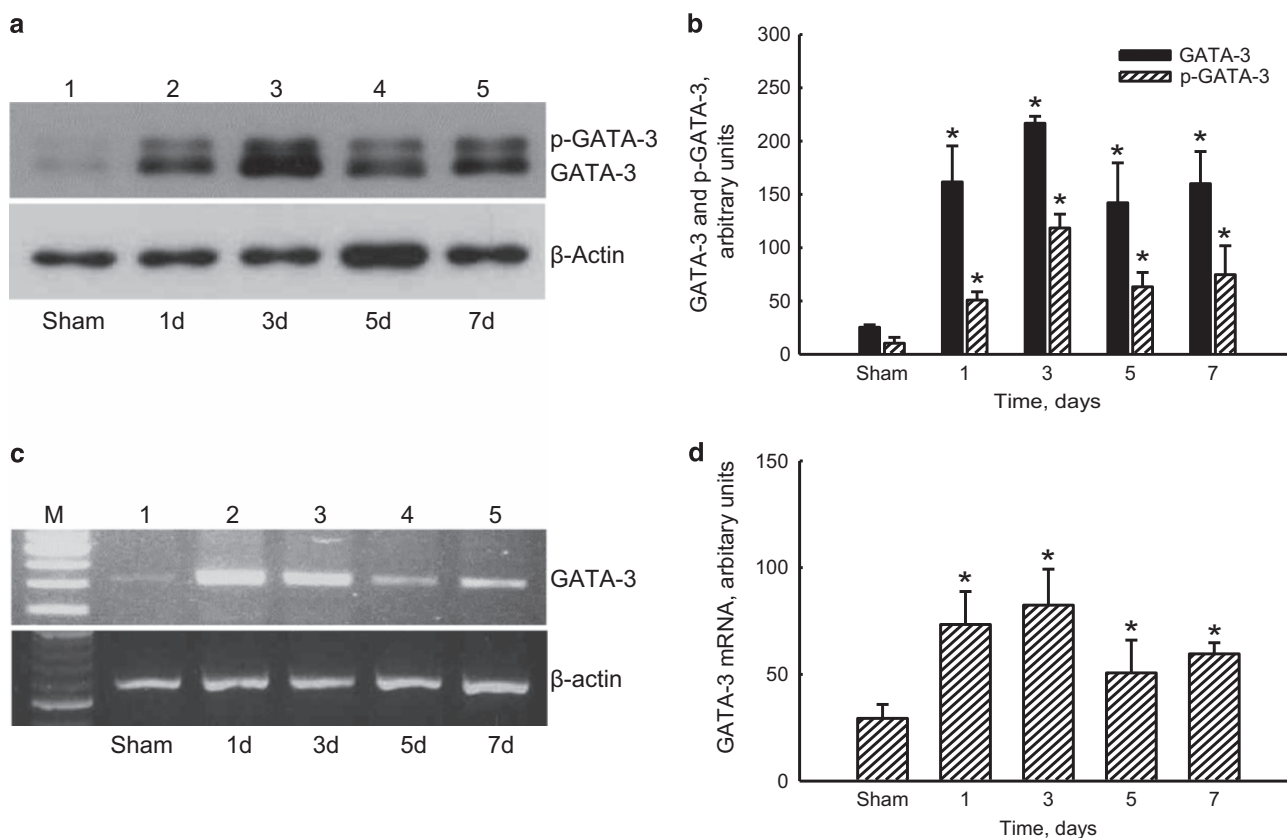 a
1 2 3 4 5
p-GATA-3
GATA-3
β-Actin
Sham 1d 3d 5d 7d
b
300
250
200
150
100
50
0
GATA-3 and p-GATA-3,
arbitrary units
GATA-3
p-GATA-3
* * * * * * * *
Sham 1 3 5 7
Time, days
c
M 1 2 3 4 5
GATA-3
β-actin
Sham 1d 3d 5d 7d
d
150
100
50
0
GATA-3 mRNA, arbitary units
* * * *
Sham 1 3 5 7
Time, days